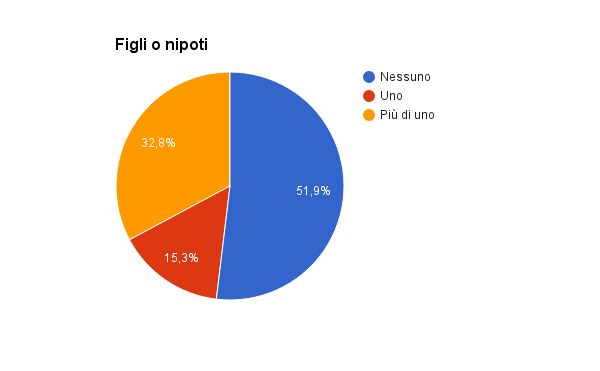 Figli o nipoti
Nessuno
Uno
Più di uno
32,8%
51,9%
15,3%